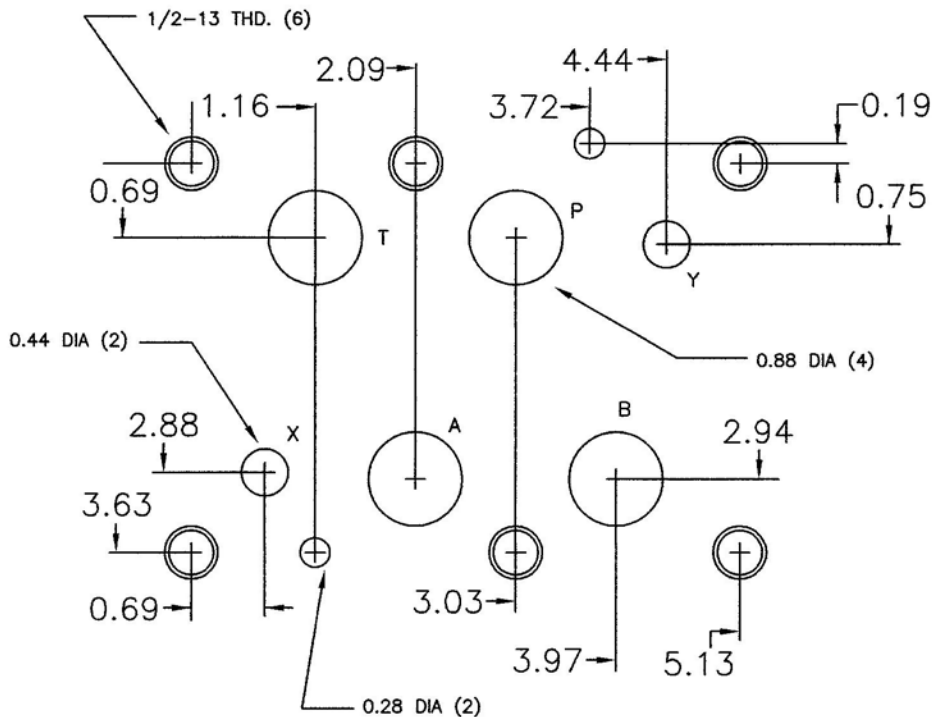 1/2-13 THD. (6)
2.09
4.44
1.16
3.72
0.19
0.69
P
0.75
T
Y
0.44 DIA (2)
0.88 DIA (4)
X
A
B
2.88
2.94
3.63
0.69
3.03
3.97
5.13
0.28 DIA (2)